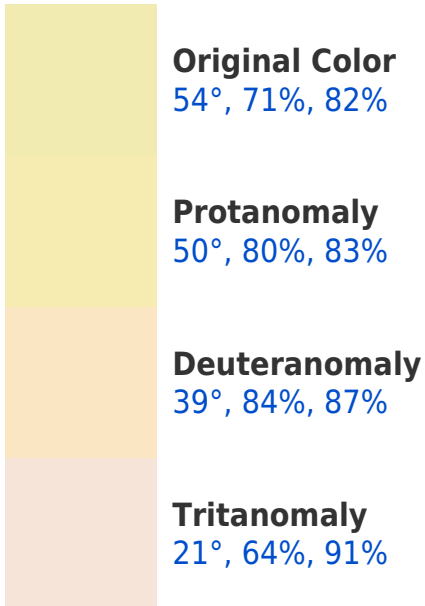 Original Color
54°, 71%, 82%
Protanomaly
50°, 80%, 83%
Deuteranomaly
39°, 84%, 87%
Tritanomaly
21°, 64%, 91%